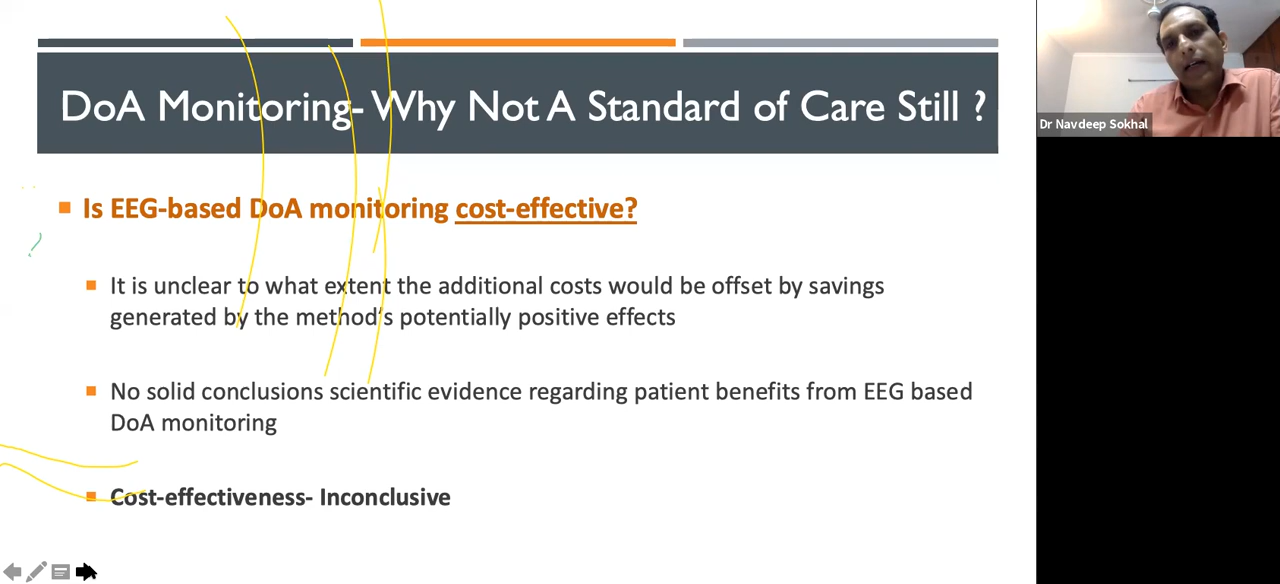 DoA Monitoring- Why Not A Standard of Care Still ?
Is EEG-based DoA monitoring cost-effective?
It is unclear to what extent the additional costs would be offset by savings
generated by the method's potentially positive effects
No solid conclusions scientific evidence regarding patient benefits from EEG based
DoA monitoring
Cost-effectiveness- Inconclusive
Dr Navdeep Sokhal